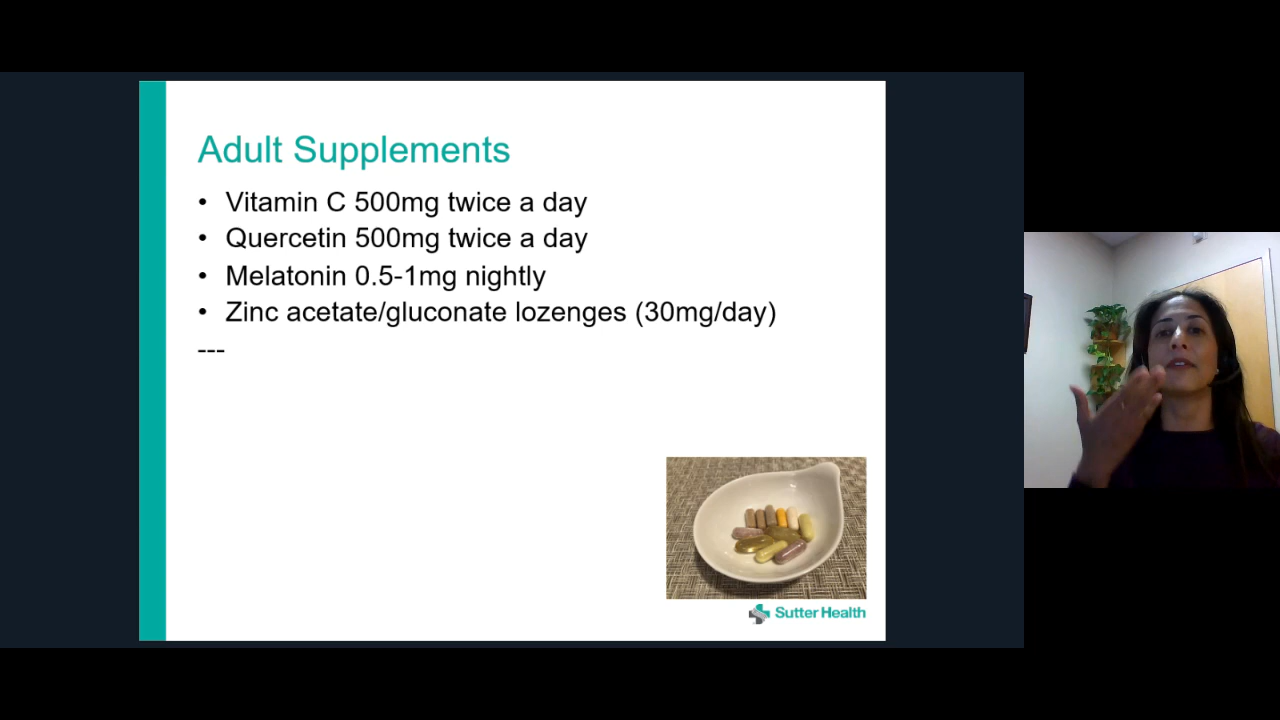 Adult Supplements
• Vitamin C 500mg twice a day
• Quercetin 500mg twice a day
• Melatonin 0.5-1mg nightly
• Zinc acetate/gluconate lozenges (30mg/day)
---
Sutter Health